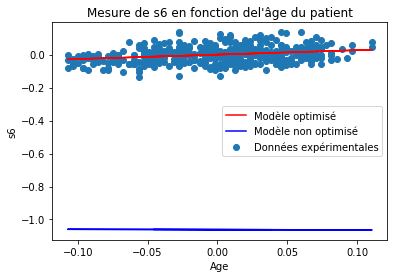 Mesure de s6 en fonction del'âge du patient
0.0
−0.2
−0.4
−0.6
−0.8
−1.0
s6
Modèle optimisé
Modèle non optimisé
Données expérimentales
−0.10
−0.05
0.00
0.05
0.10
Age